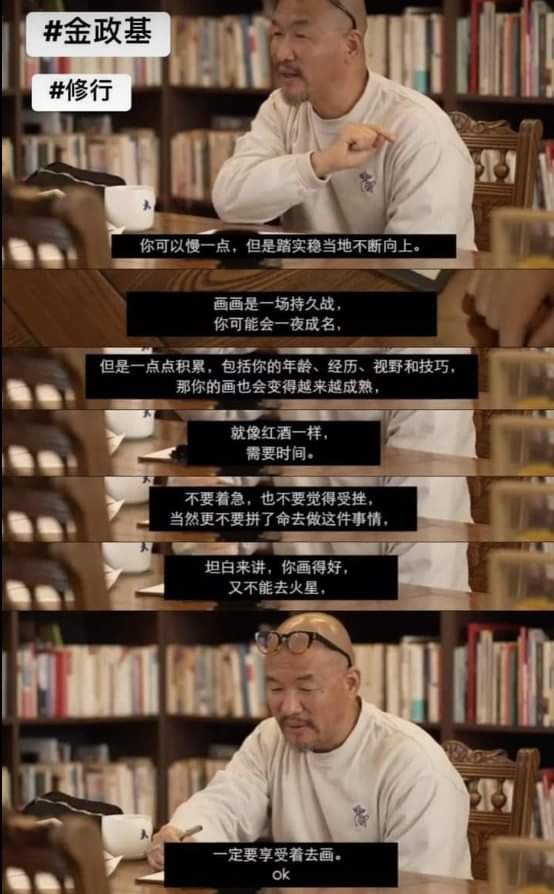 #金政基
#修行
你可以慢一点，但是踏实稳当地不断向上。
画画是一场持久战，
你可能会一夜成名，
但是一点点积累，包括你的年龄、经历、视野和技巧，
那你的画也会变得越来越成熟，
就像红酒一样，
需要时间。
不要着急，也不要觉得受挫，
当然更不要拼了命去做这件事情，
坦白来讲，你画得好，
又不能去火星，
一定要享受着去画。
ok